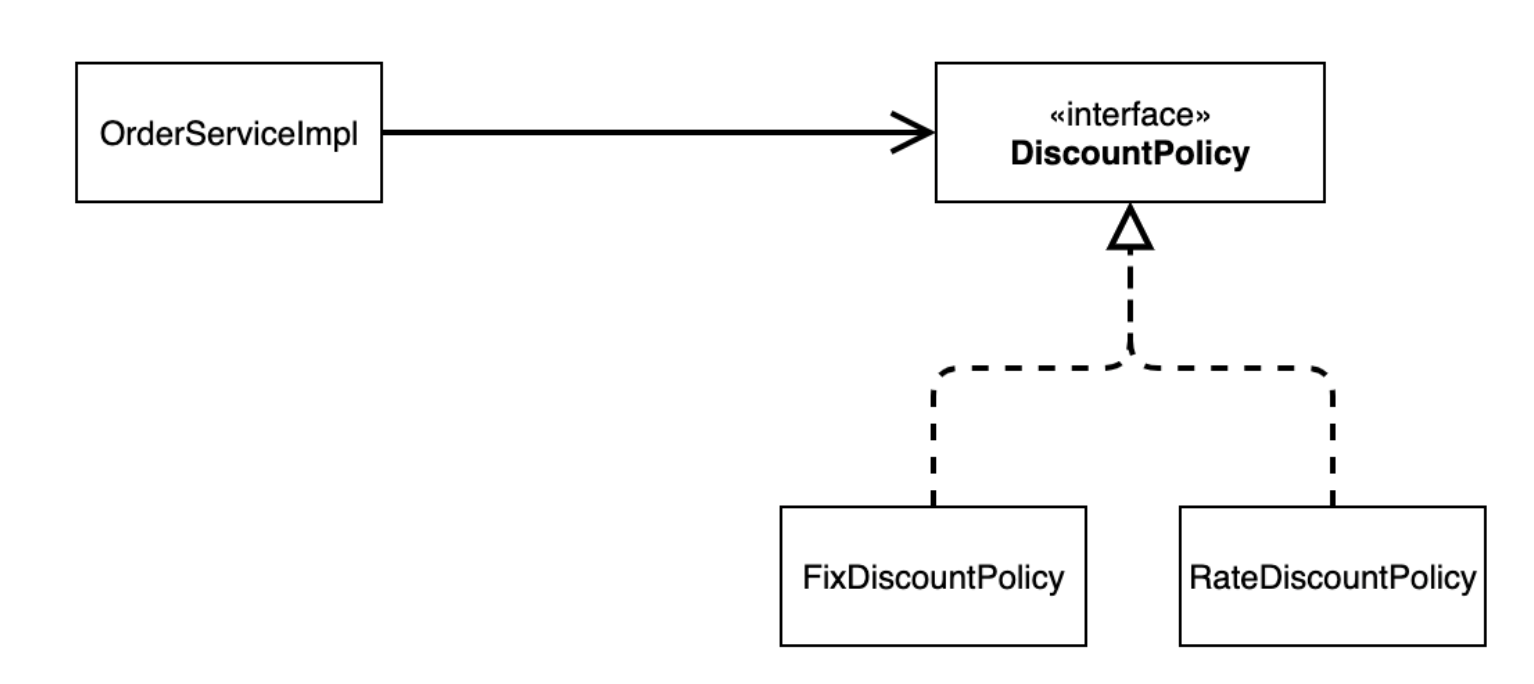 OrderServiceImpl
«interface»
DiscountPolicy
FixDiscountPolicy
RateDiscountPolicy